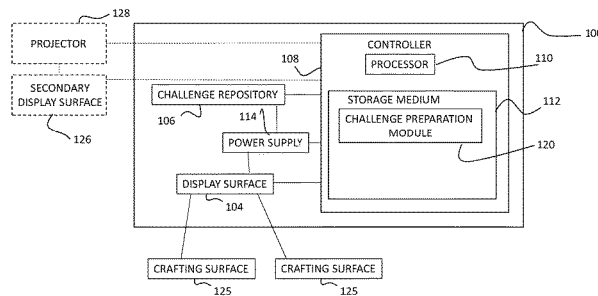 128
PROJECTOR
SECONDARY
DISPLAY SURFACE
126
108
CONTROLLER
PROCESSOR
110
CHALLENGE REPOSITORY
106
114
STORAGE MEDIUM
112
CHALLENGE PREPARATION
MODULE
120
POWER SUPPLY
DISPLAY SURFACE
104
CRAFTING SURFACE
125
CRAFTING SURFACE
125